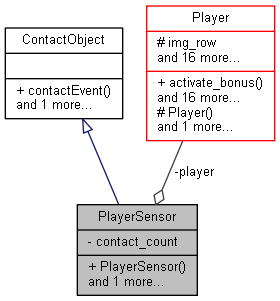 Player
# img_row
and 16 more...
+ activate_bonus()
and 16 more...
# Player()
and 1 more...
ContactObject
+ contactEvent()
and 1 more...
-player
PlayerSensor
- contact_count
+ PlayerSensor()
and 1 more...